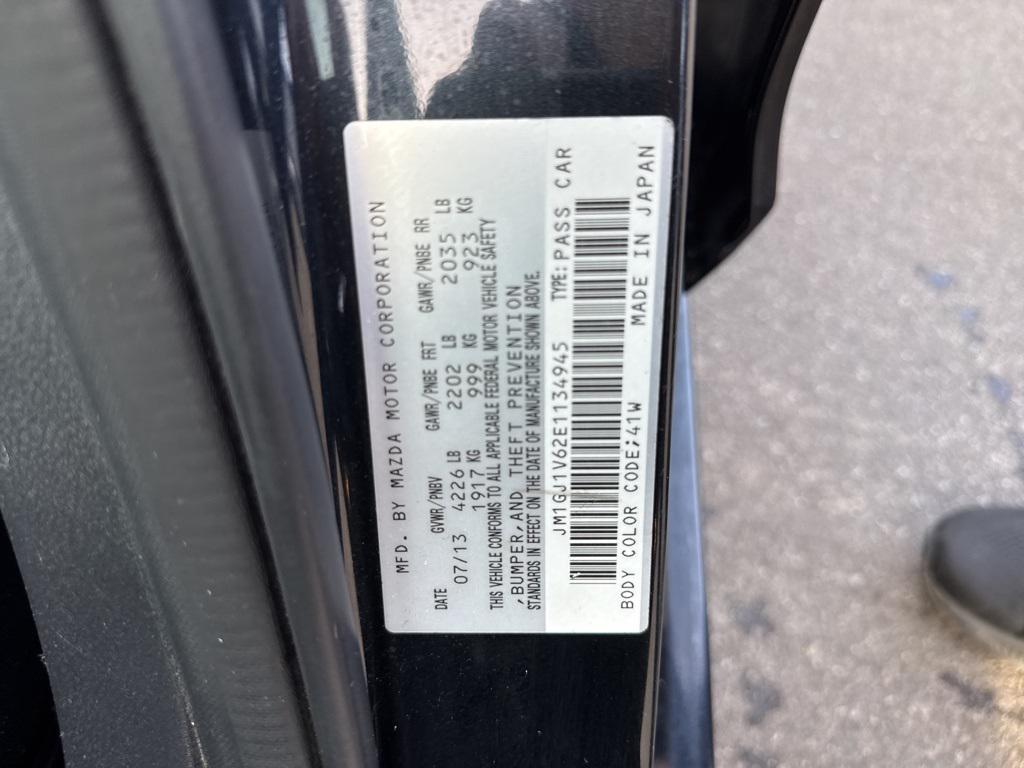 MFD. BY MAZDA MOTOR CORPORATION
DATE GVWR/PNBV GAWR/PNBE FRT GAWR/PNBE RR
07/13 4226 LB 2202 LB 2035 LB
1917 KG 999 KG 923 KG
THIS VEHICLE CONFORMS TO ALL APPLICABLE FEDERAL MOTOR VEHICLE SAFETY
,BUMPER,AND THEFT PREVENTION
STANDARDS IN EFFECT ON THE DATE OF MANUFACTURE SHOWN ABOVE.
JM1GJ1V62E1134945 TYPE:PASS CAR
BODY COLOR CODE;41W MADE IN JAPAN